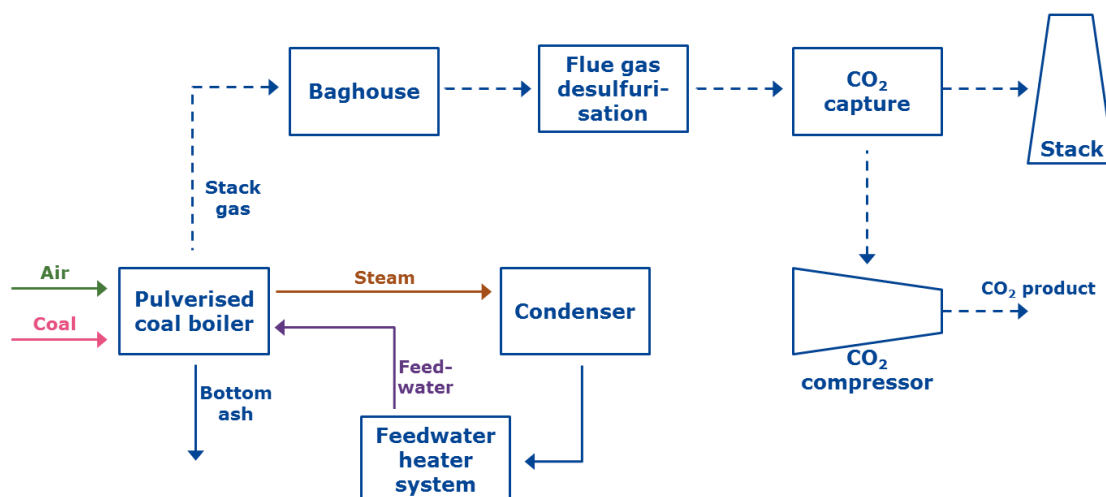 Baghouse
Flue gas
desulfuri-
sation
CO₂
capture
Stack
Stack
gas
Air
Coal
Pulverised
coal boiler
Steam
Condenser
Feed-
water
Bottom
ash
Feedwater
heater
system
CO₂ product
CO₂
compressor